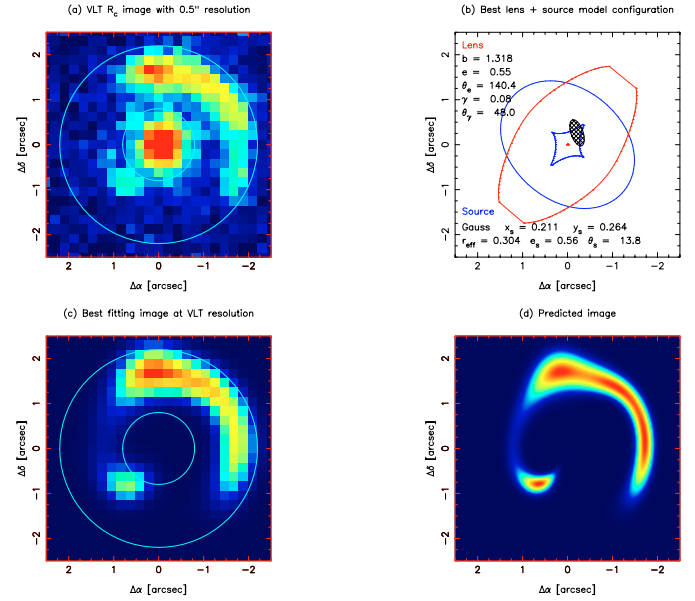 (a) VLT Rc image with 0.5" resolution
Δδ [arcsec]
2
1
0
−1
−2
2 1 0 −1 −2
Δα [arcsec]
(b) Best lens + source model configuration
Lens
b = 1.318
e = 0.55
θe = 140.4
γ = 0.08
θγ = 48.0
Source
Gauss xs = 0.211 ys = 0.264
reff = 0.304 es = 0.56 θs = 13.8
Δδ [arcsec]
2
1
0
−1
−2
2 1 0 −1 −2
Δα [arcsec]
(c) Best fitting image at VLT resolution
Δδ [arcsec]
2
1
0
−1
−2
2 1 0 −1 −2
Δα [arcsec]
(d) Predicted image
Δδ [arcsec]
2
1
0
−1
−2
2 1 0 −1 −2
Δα [arcsec]